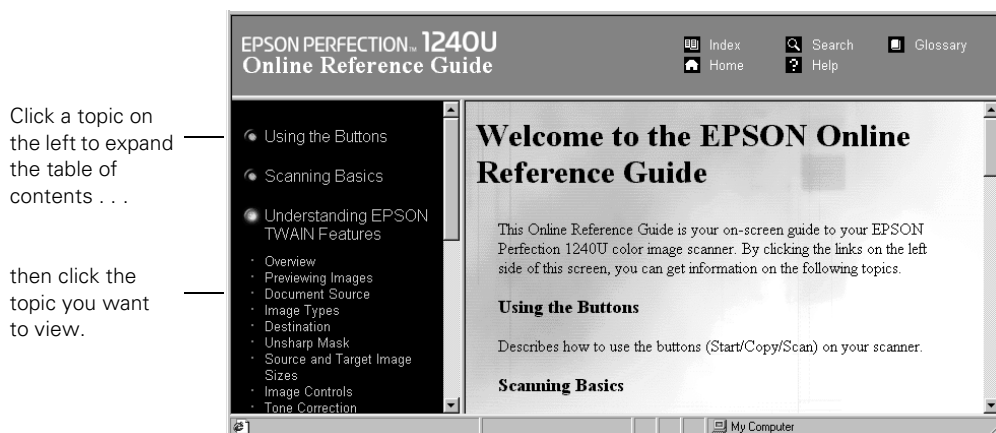 EPSON PERFECTION™ 1240U
Online Reference Guide
Index
Search
Glossary
Home
Help
Click a topic on
the left to expand
the table of
contents . . .
then click the
topic you want
to view.
Using the Buttons
Scanning Basics
Understanding EPSON
TWAIN Features
· Overview
· Previewing Images
· Document Source
· Image Types
· Destination
· Unsharp Mask
· Source and Target Image
Sizes
· Image Controls
· Tone Correction
Welcome to the EPSON Online
Reference Guide
This Online Reference Guide is your on-screen guide to your EPSON
Perfection 1240U color image scanner. By clicking the links on the left
side of this screen, you can get information on the following topics.
Using the Buttons
Describes how to use the buttons (Start/Copy/Scan) on your scanner.
Scanning Basics
My Computer